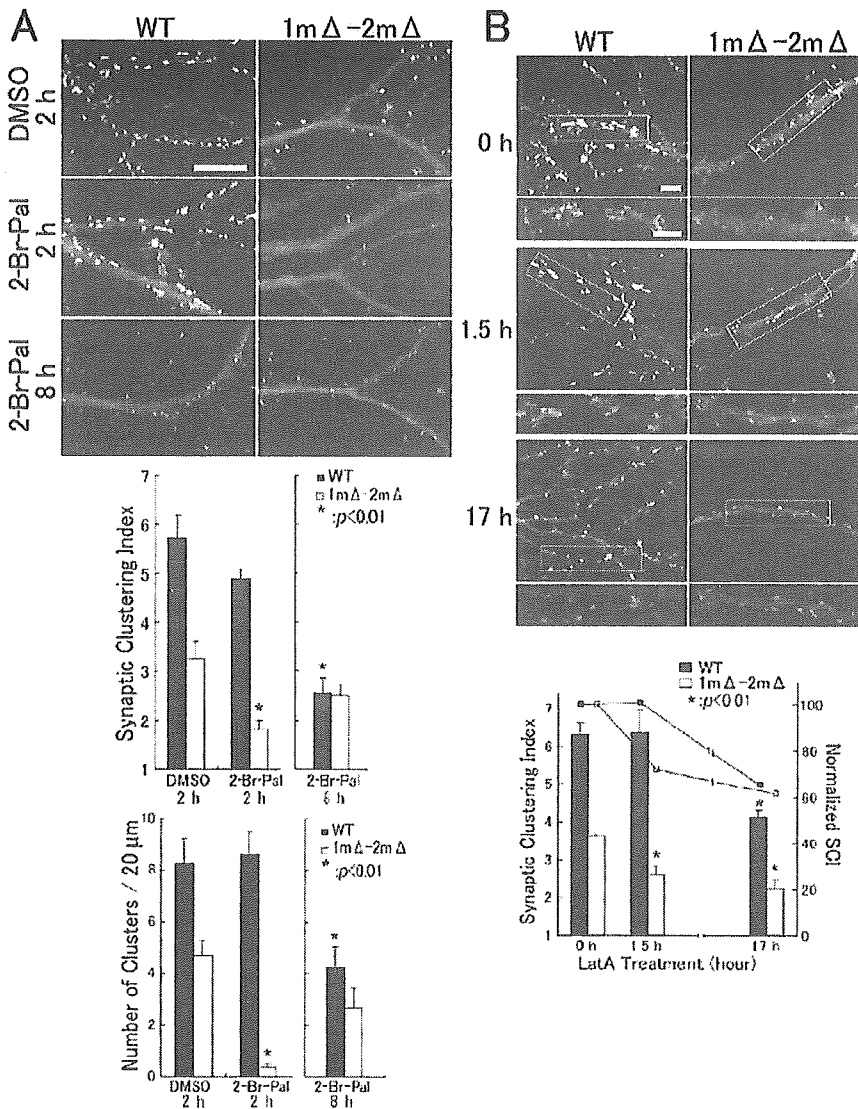 A
WT 1mΔ-2mΔ
DMSO
2 h
2-Br-Pal
2 h
2-Br-Pal
8 h
Synaptic Clustering Index
7
6
5
4
3
2
1
WT
1mΔ-2mΔ
* :p<0.01
*
*
DMSO
2 h
2-Br-Pal
2 h
2-Br-Pal
Number of Clusters / 20 µm
10
8
6
4
2
0
WT
1mΔ-2mΔ
* :p<0.01
*
*
DMSO
2 h
2-Br-Pal
2 h
2-Br-Pal
8 h
B
WT 1mΔ-2mΔ
0 h
1.5 h
17 h
WT
1mΔ-2mΔ
* :p<0.01
Synaptic Clustering Index
7
6
5
4
3
2
1
100
80
60
40
20
0
Normalized SCI
*
*
*
0 h
1.5 h
17 h
LatA Treatment (hour)